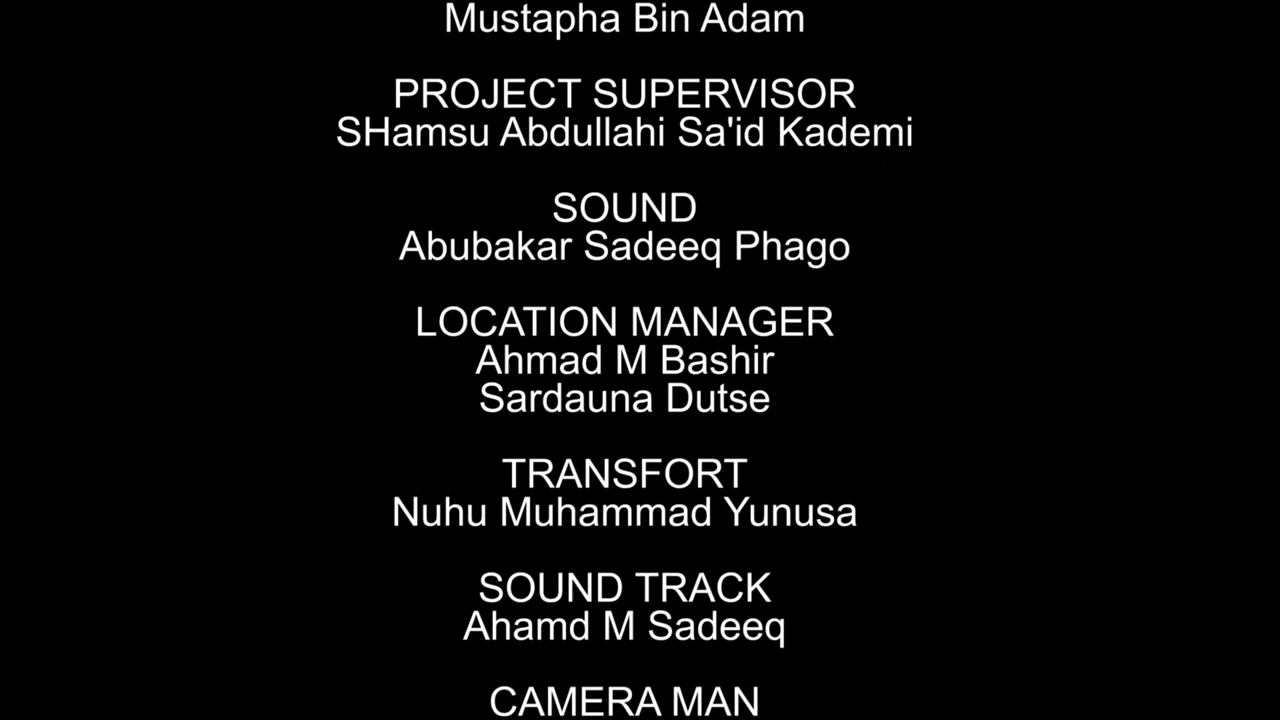 Mustapha Bin Adam
PROJECT SUPERVISOR
SHamsu Abdullahi Sa'id Kademi
SOUND
Abubakar Sadeeq Phago
LOCATION MANAGER
Ahmad M Bashir
Sardauna Dutse
TRANSFORT
Nuhu Muhammad Yunusa
SOUND TRACK
Ahamd M Sadeeq
CAMERA MAN